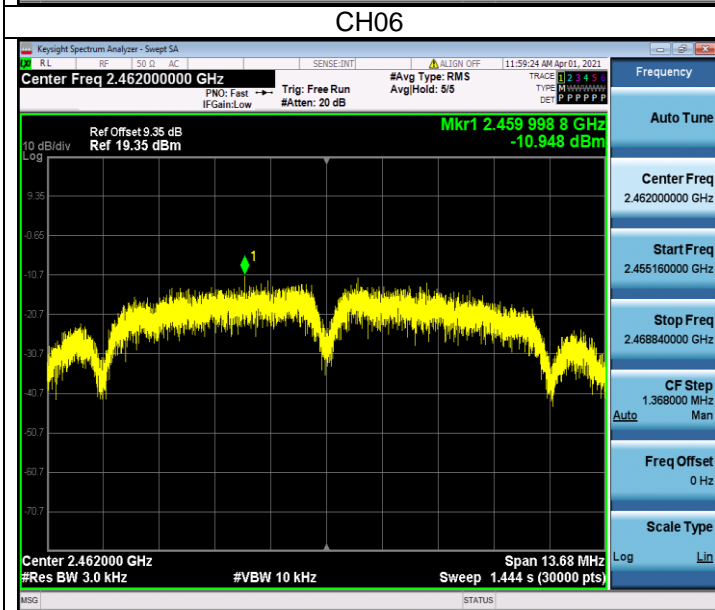 CH06
Keysight Spectrum Analyzer - Swept SA
RL RF 50 Ω AC SENSE:INT ALIGN OFF 11:59:24 AM Apr 01, 2021
Center Freq 2.462000000 GHz
PNO: Fast
IFGain:Low
Trig: Free Run
#Atten: 20 dB
#Avg Type: RMS
Avg|Hold: 5/5
TRACE 1 2 3 4 5 6
TYPE M W W W W W
DET P P P P P P
Mkr1 2.459 998 8 GHz
-10.948 dBm
Ref Offset 9.35 dB
10 dB/div Ref 19.35 dBm
Log
9.35
-0.65
-10.7
-20.7
-30.7
-40.7
-50.7
-60.7
-70.7
1
Center 2.462000 GHz
Span 13.68 MHz
#Res BW 3.0 kHz
#VBW 10 kHz
Sweep 1.444 s (30000 pts)
MSG
STATUS
Frequency
Auto Tune
Center Freq
2.462000000 GHz
Start Freq
2.455160000 GHz
Stop Freq
2.468840000 GHz
CF Step
1.368000 MHz
Auto Man
Freq Offset
0 Hz
Scale Type
Log Lin